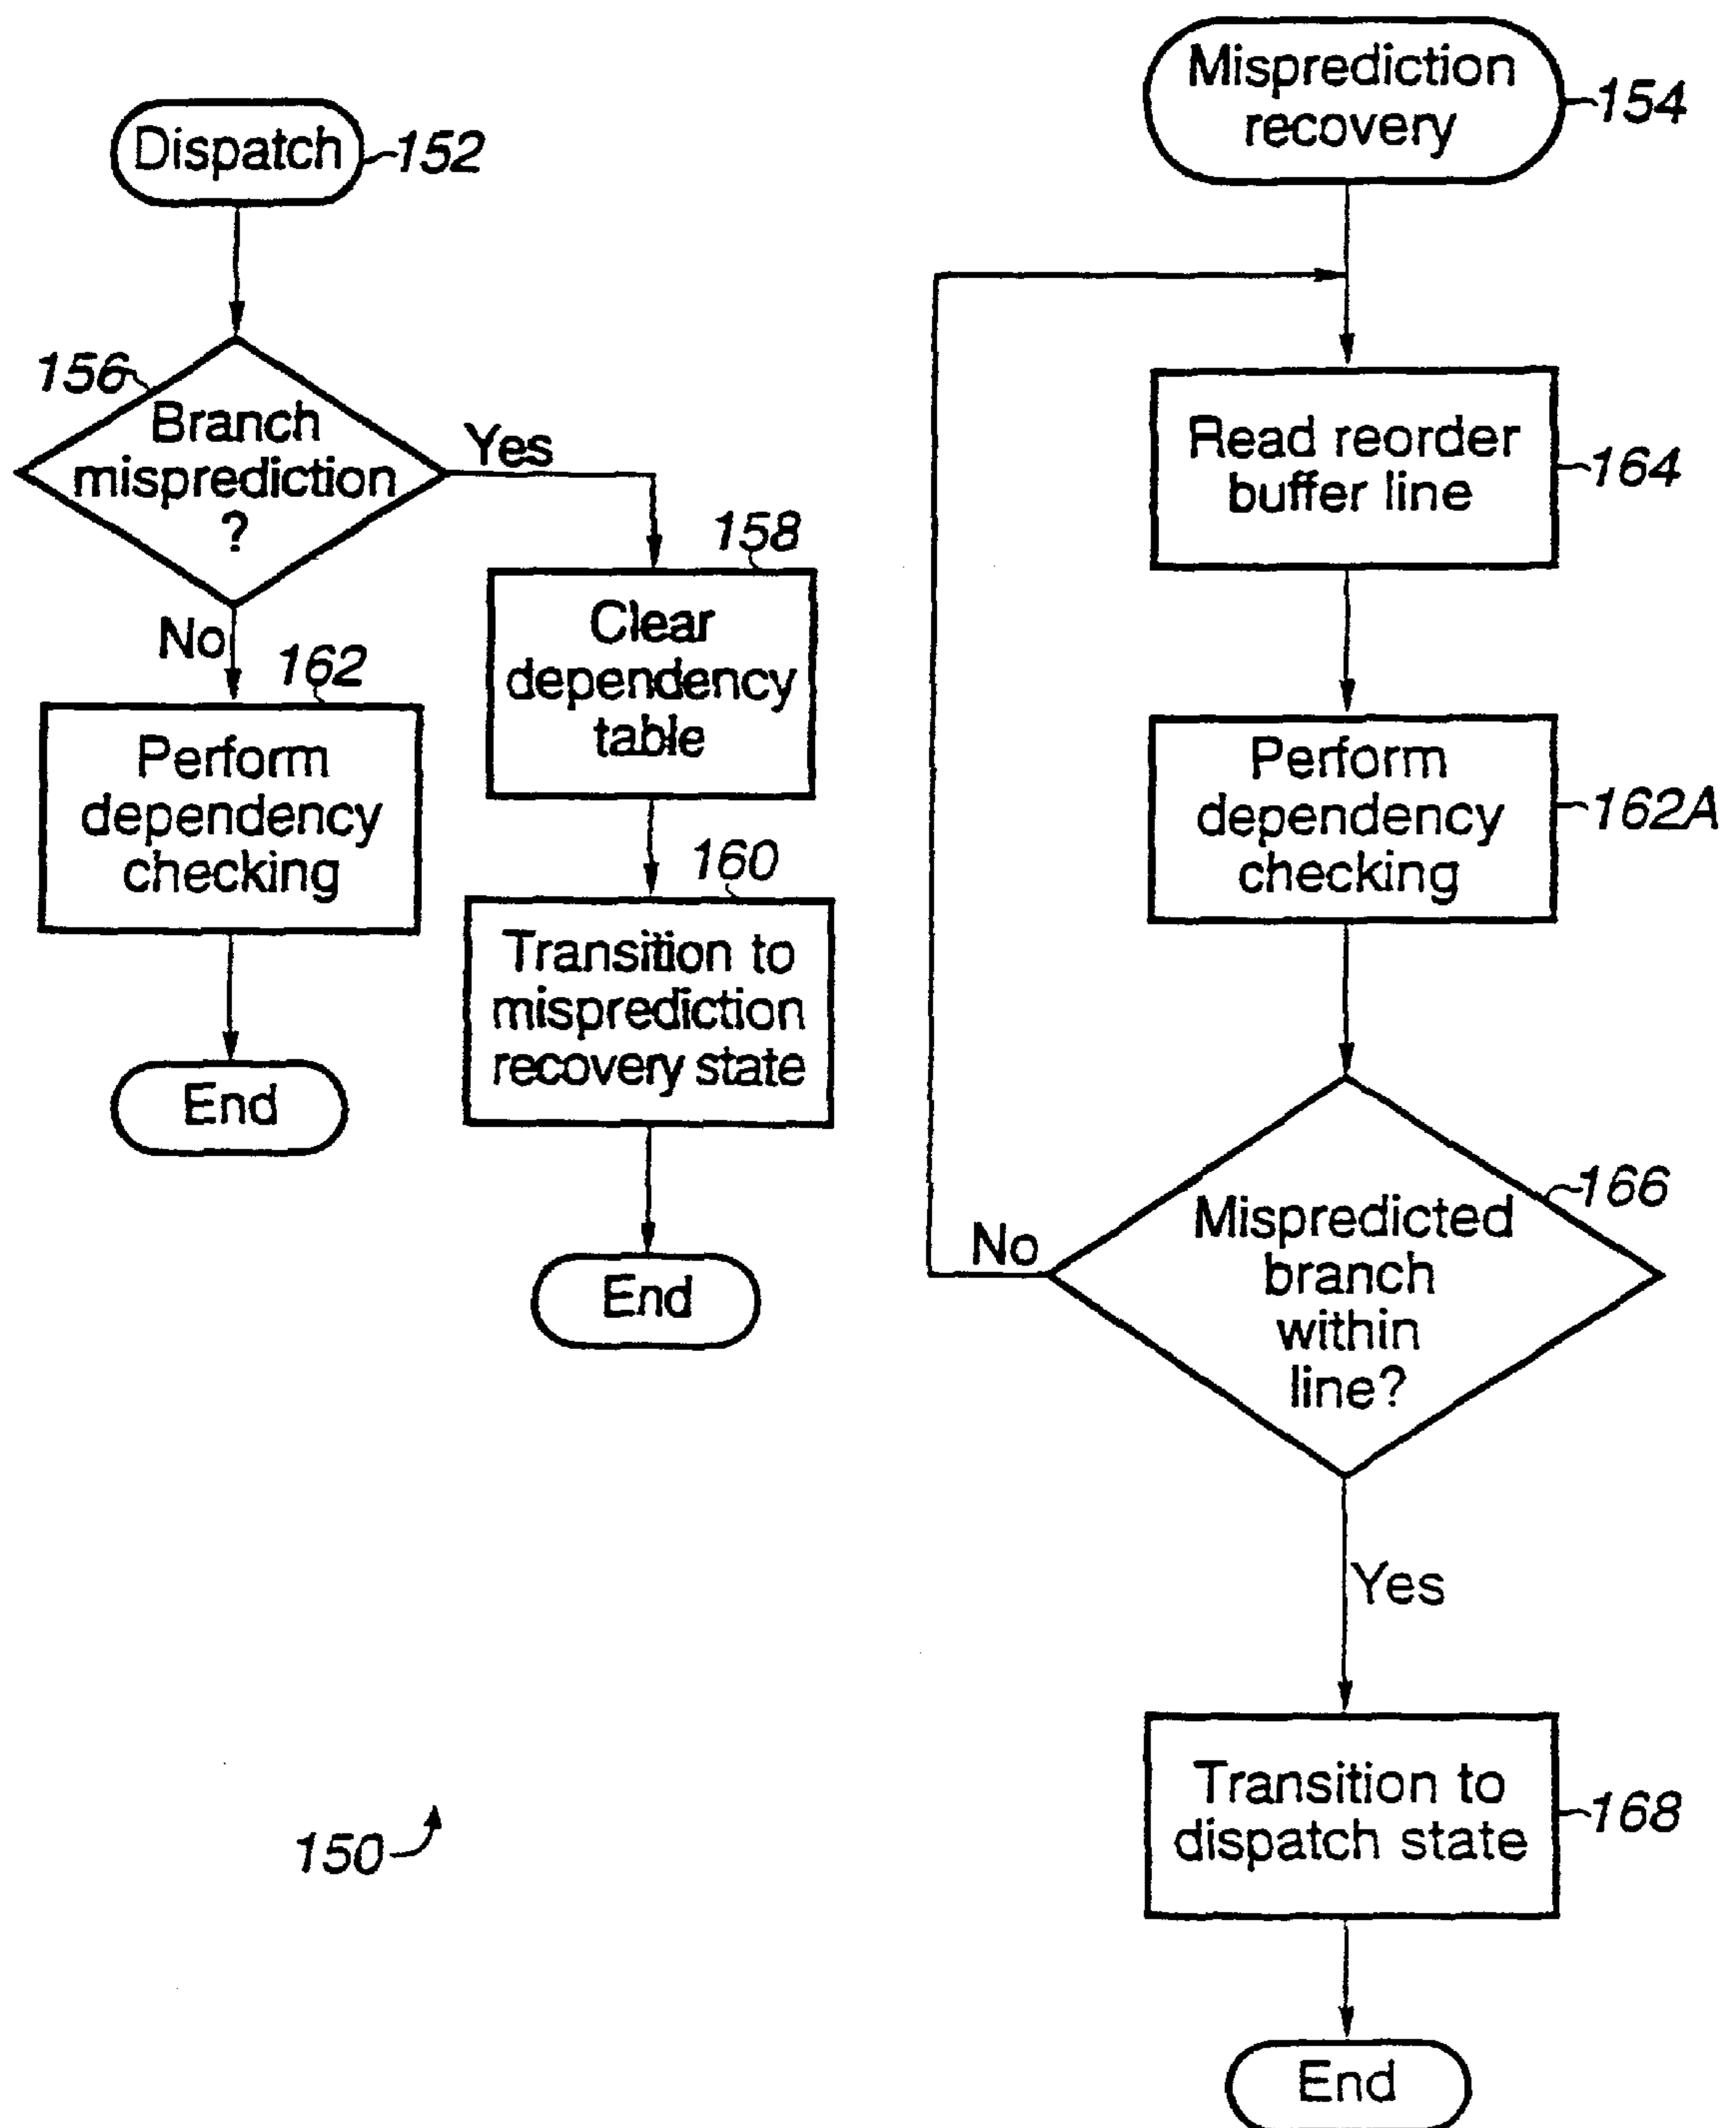 Dispatch
152
156
Branch
misprediction
?
Yes
No
158
Clear
dependency
table
162
Perform
dependency
checking
160
Transition to
misprediction
recovery state
End
End
150
Misprediction
recovery
154
Read reorder
buffer line
164
Perform
dependency
checking
162A
Mispredicted
branch
within
line?
166
No
Yes
Transition to
dispatch state
168
End